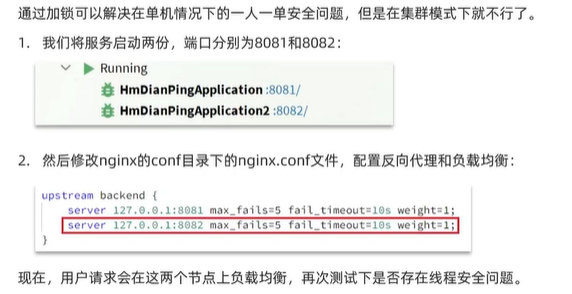 通过加锁可以解决在单机情况下的一人一单安全问题，但是在集群模式下就不行了。
1. 我们将服务启动两份，端口分别为8081和8082：
Running
HmDianPingApplication :8081/
HmDianPingApplication2 :8082/
2. 然后修改nginx的conf目录下的nginx.conf文件，配置反向代理和负载均衡：
upstream backend {
server 127.0.0.1:8081 max_fails=5 fail_timeout=10s weight=1;
server 127.0.0.1:8082 max_fails=5 fail_timeout=10s weight=1;
}
现在，用户请求会在这两个节点上负载均衡，再次测试下是否存在线程安全问题。